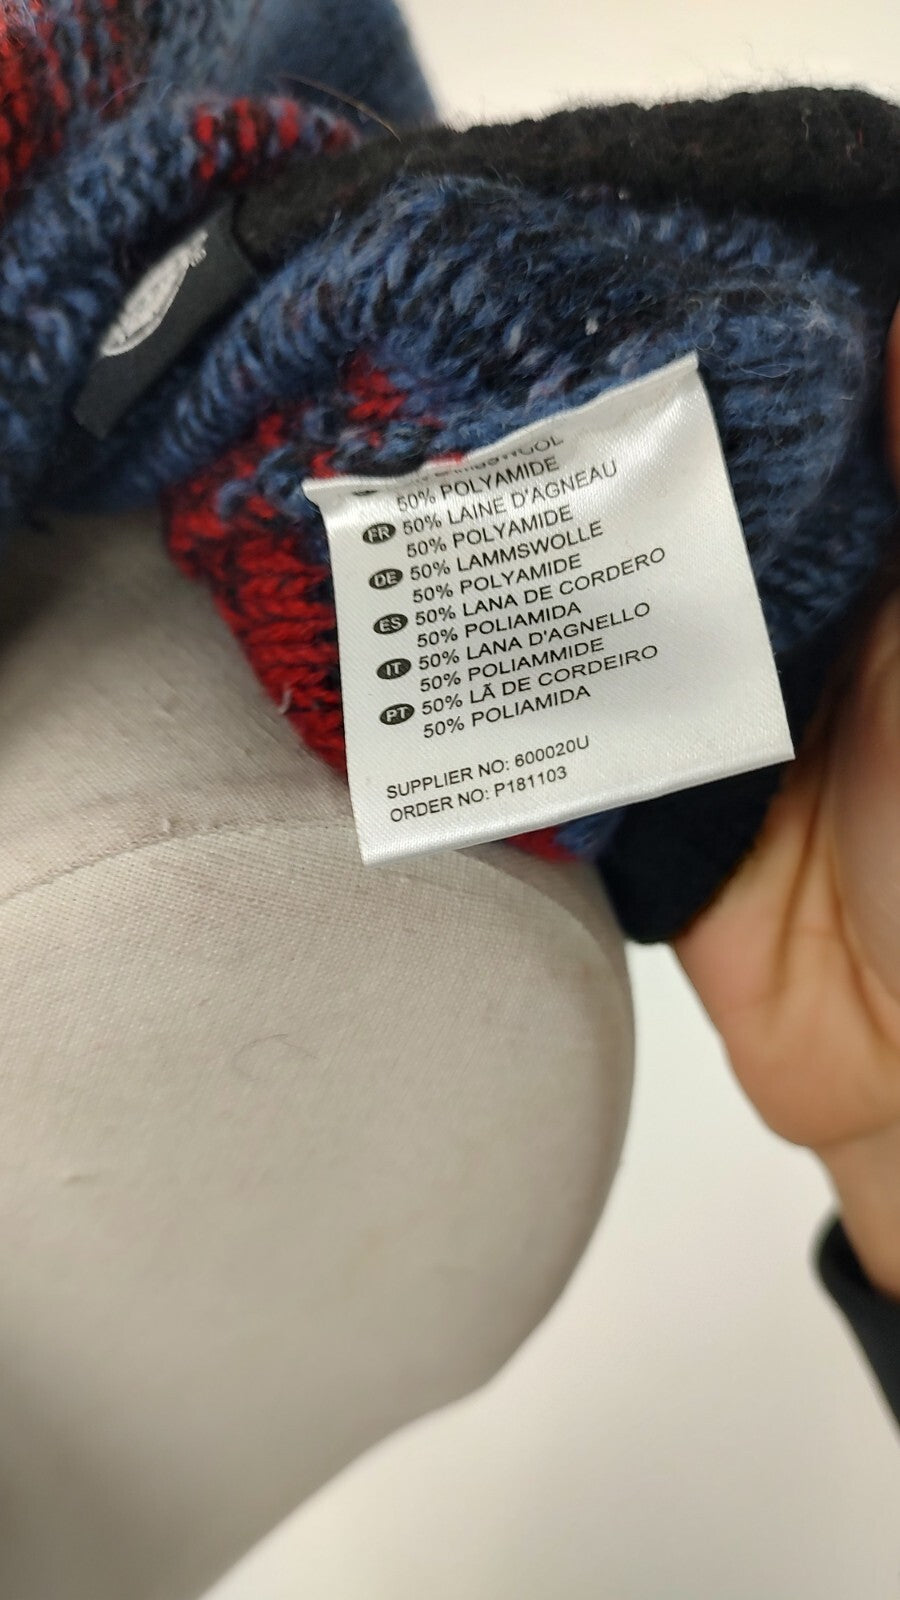 50% POLYAMIDE
FR 50% LAINE D'AGNEAU
50% POLYAMIDE
DE 50% LAMMSWOLLE
50% POLYAMIDE
ES 50% LANA DE CORDERO
50% POLIAMIDA
IT 50% LANA D'AGNELLO
50% POLIAMMIDE
PT 50% LÃ DE CORDEIRO
50% POLIAMIDA
SUPPLIER NO: 600020U
ORDER NO: P181103